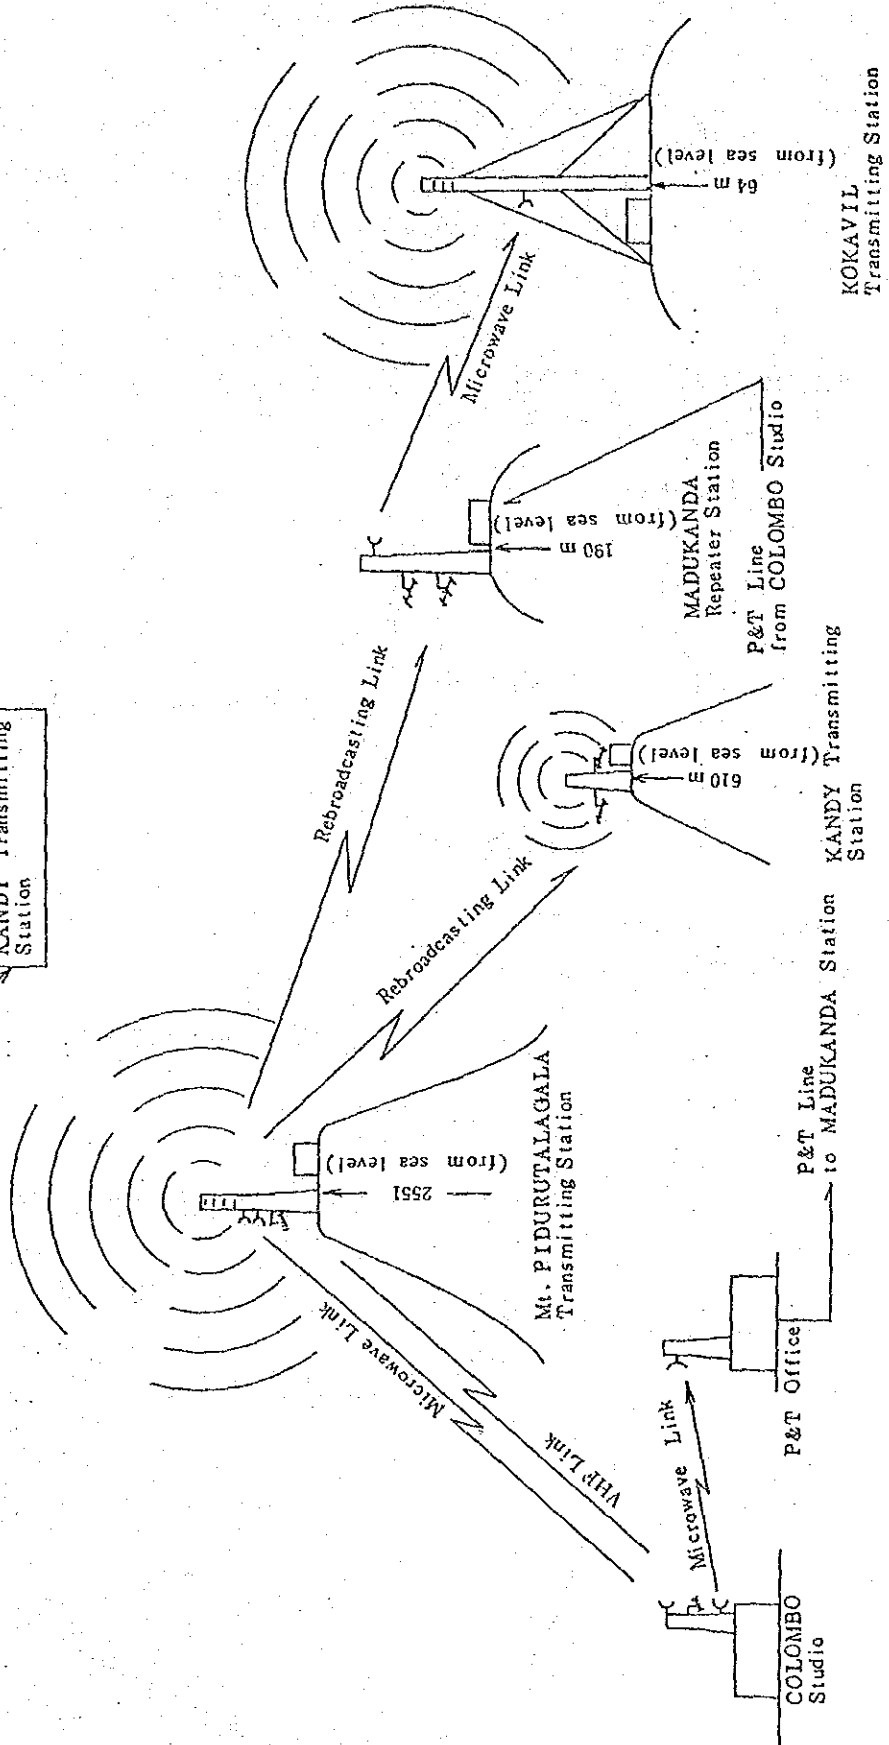 KANDY Transmitting
Station
Microwave Link
VHF Link
Microwave Link
Rebroadcasting Link
Rebroadcasting Link
Microwave Link
COLOMBO
Studio
P&T Office
P&T Line
to MADUKANDA Station
2551
(from sea level)
Mt. PIDURUTALAGALA
Transmitting Station
610 m
(from sea level)
KANDY Transmitting
Station
190 m
(from sea level)
MADUKANDA
Repeater Station
P&T Line
from COLOMBO Studio
64 m
(from sea level)
KOKAVIL
Transmitting Station